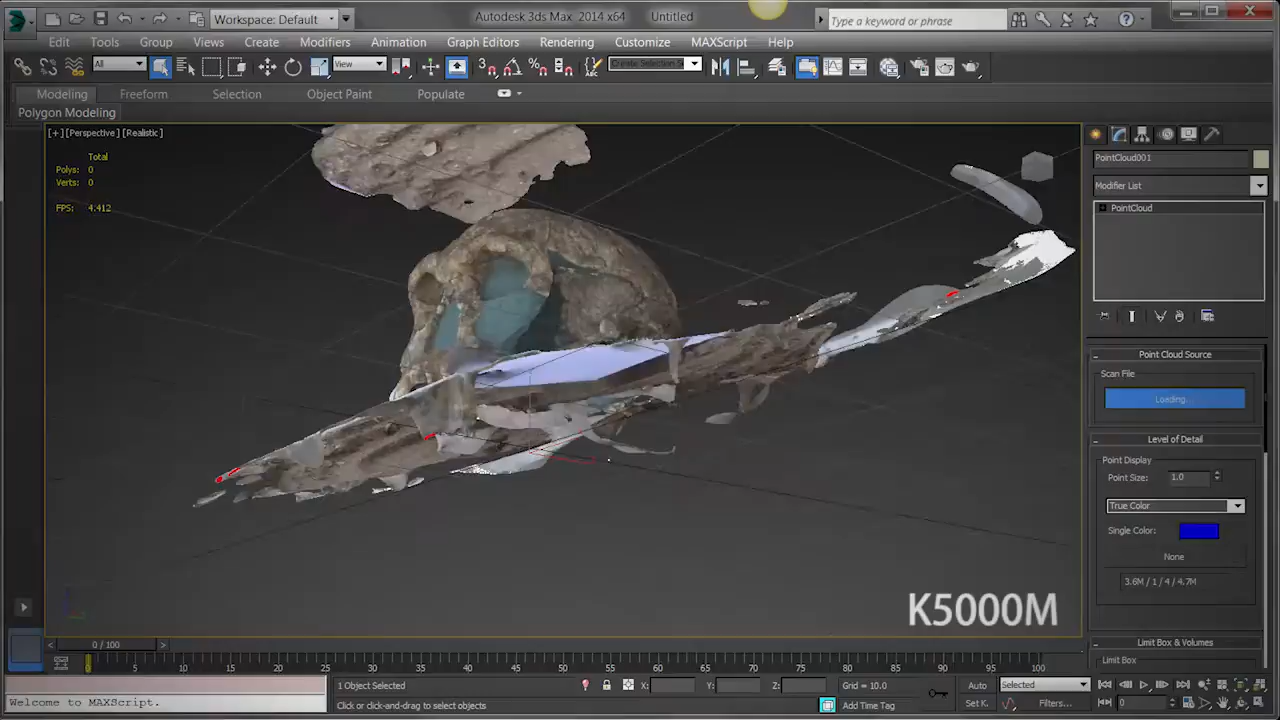 Workspace: Default
Autodesk 3ds Max 2014 x64 Untitled
Type a keyword or phrase
Edit Tools Group Views Create Modifiers Animation Graph Editors Rendering Customize MAXScript Help
All View Create Selection Se
Modeling Freeform Selection Object Paint Populate
Polygon Modeling
[+][Perspective][Realistic]
Total
Polys: 0
Verts: 0
FPS: 4.412
PointCloud001
Modifier List
PointCloud
Point Cloud Source
Scan File
Loading...
Level of Detail
Point Display
Point Size: 1.0
True Color
Single Color:
None
3.6M / 1 / 4 / 4.7M
Limit Box & Volumes
Limit Box
K5000M
0 / 100
0 5 10 15 20 25 30 35 40 45 50 55 60 65 70 75 80 85 90 95 100
Welcome to MAXScript.
1 Object Selected
Click or click-and-drag to select objects
X: Y: Z: Grid = 10.0
Add Time Tag
Auto Selected
Set K. Filters...
0